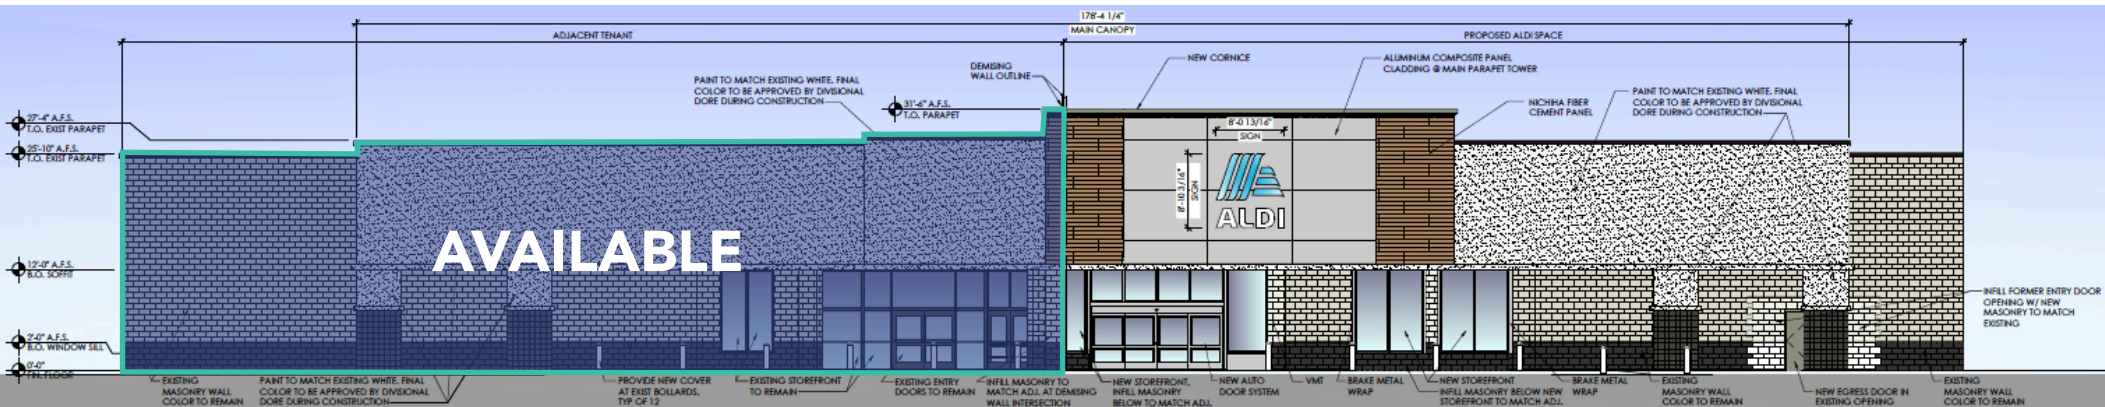 178'-4 1/4"
MAIN CANOPY
ADJACENT TENANT
PROPOSED ALDI SPACE
DEMISING
WALL OUTLINE
NEW CORNICE
ALUMINUM COMPOSITE PANEL
CLADDING @ MAIN PARAPET TOWER
PAINT TO MATCH EXISTING WHITE. FINAL
COLOR TO BE APPROVED BY DIVISIONAL
DORE DURING CONSTRUCTION
31'-6" A.F.S.
T.O. PARAPET
NICHIHA FIBER
CEMENT PANEL
PAINT TO MATCH EXISTING WHITE. FINAL
COLOR TO BE APPROVED BY DIVISIONAL
DORE DURING CONSTRUCTION
27'-4" A.F.S.
T.O. EXIST PARAPET
25'-10" A.F.S.
T.O. EXIST PARAPET
8'-0 13/16"
SIGN
8'-10 3/16"
SIGN
ALDI
AVAILABLE
12'-0" A.F.S.
B.O. SOFFIT
2'-0" A.F.S.
B.O. WINDOW SILL
0'-0"
FIN. FLOOR
INFILL FORMER ENTRY DOOR
OPENING W/ NEW
MASONRY TO MATCH
EXISTING
EXISTING
MASONRY WALL
COLOR TO REMAIN
PAINT TO MATCH EXISTING WHITE. FINAL
COLOR TO BE APPROVED BY DIVISIONAL
DORE DURING CONSTRUCTION
PROVIDE NEW COVER
AT EXIST BOLLARDS,
TYP OF 12
EXISTING STOREFRONT
TO REMAIN
EXISTING ENTRY
DOORS TO REMAIN
INFILL MASONRY TO
MATCH ADJ. AT DEMISING
WALL INTERSECTION
NEW STOREFRONT,
INFILL MASONRY
BELOW TO MATCH ADJ.
NEW AUTO
DOOR SYSTEM
VMT
BRAKE METAL
WRAP
NEW STOREFRONT
INFILL MASONRY BELOW NEW
STOREFRONT TO MATCH ADJ.
BRAKE METAL
WRAP
EXISTING
MASONRY WALL
COLOR TO REMAIN
NEW EGRESS DOOR IN
EXISTING OPENING
EXISTING
MASONRY WALL
COLOR TO REMAIN